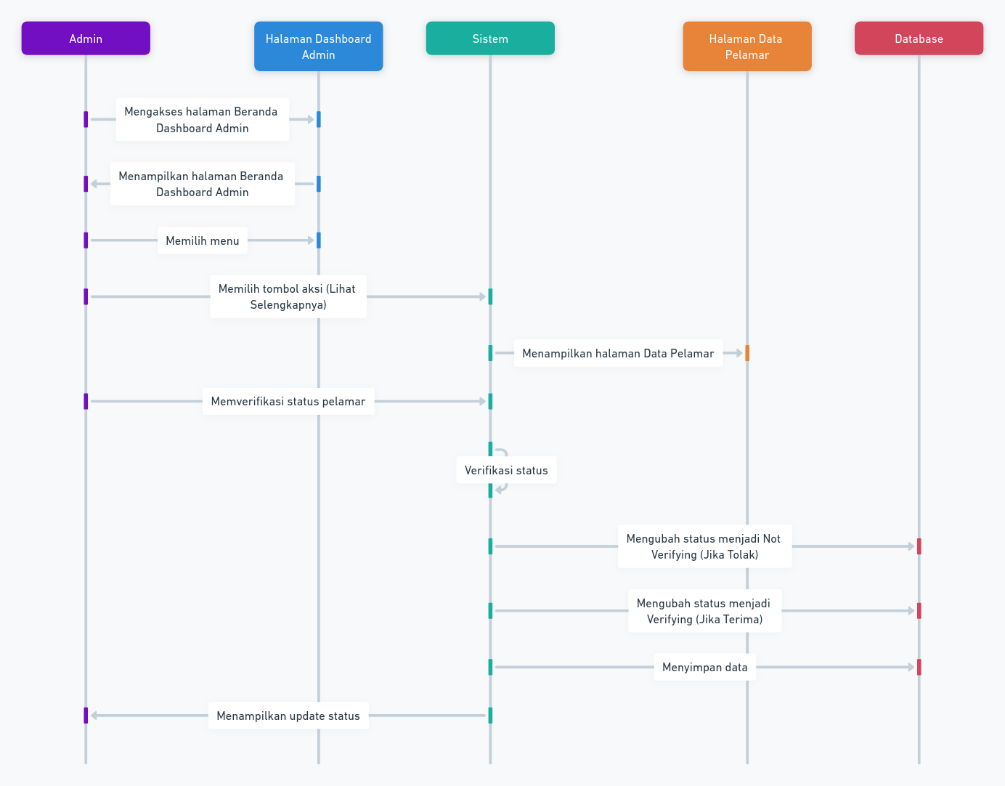 Admin
Halaman Dashboard
Admin
Sistem
Halaman Data
Pelamar
Database
Mengakses halaman Beranda
Dashboard Admin
Menampilkan halaman Beranda
Dashboard Admin
Memilih menu
Memilih tombol aksi (Lihat
Selengkapnya)
Menampilkan halaman Data Pelamar
Memverifikasi status pelamar
Verifikasi status
Mengubah status menjadi Not
Verifying (Jika Tolak)
Mengubah status menjadi
Verifying (Jika Terima)
Menyimpan data
Menampilkan update status